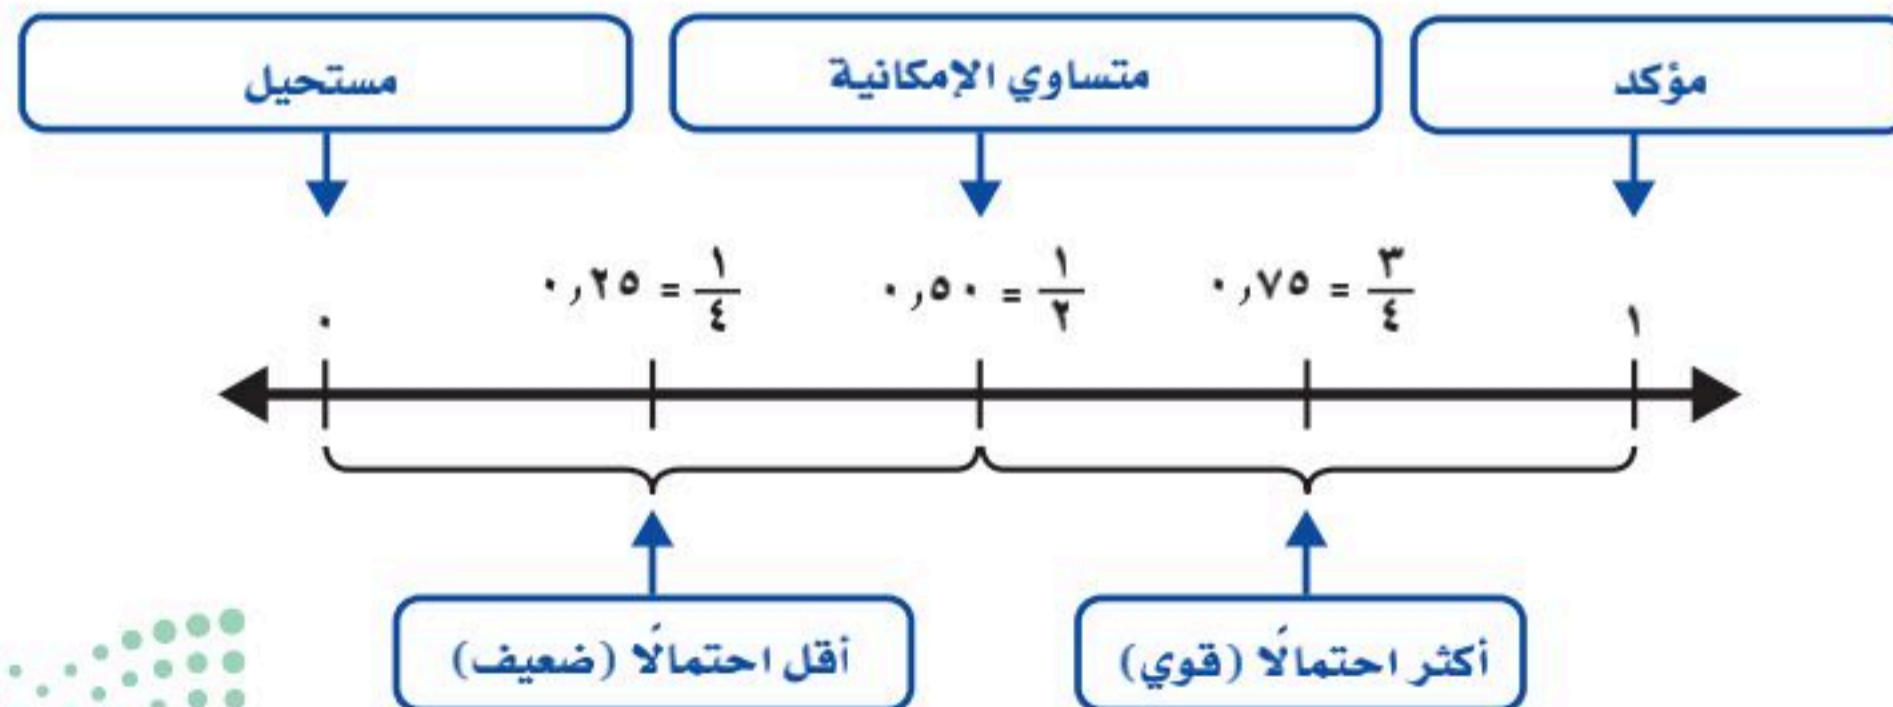 مؤكد
متساوي الإمكانية
مستحيل
٠
٠,٢٥ = ١/٤
٠,٥٠ = ١/٢
٠,٧٥ = ٣/٤
١
أكثر احتمالًا (قوي)
أقل احتمالًا (ضعيف)